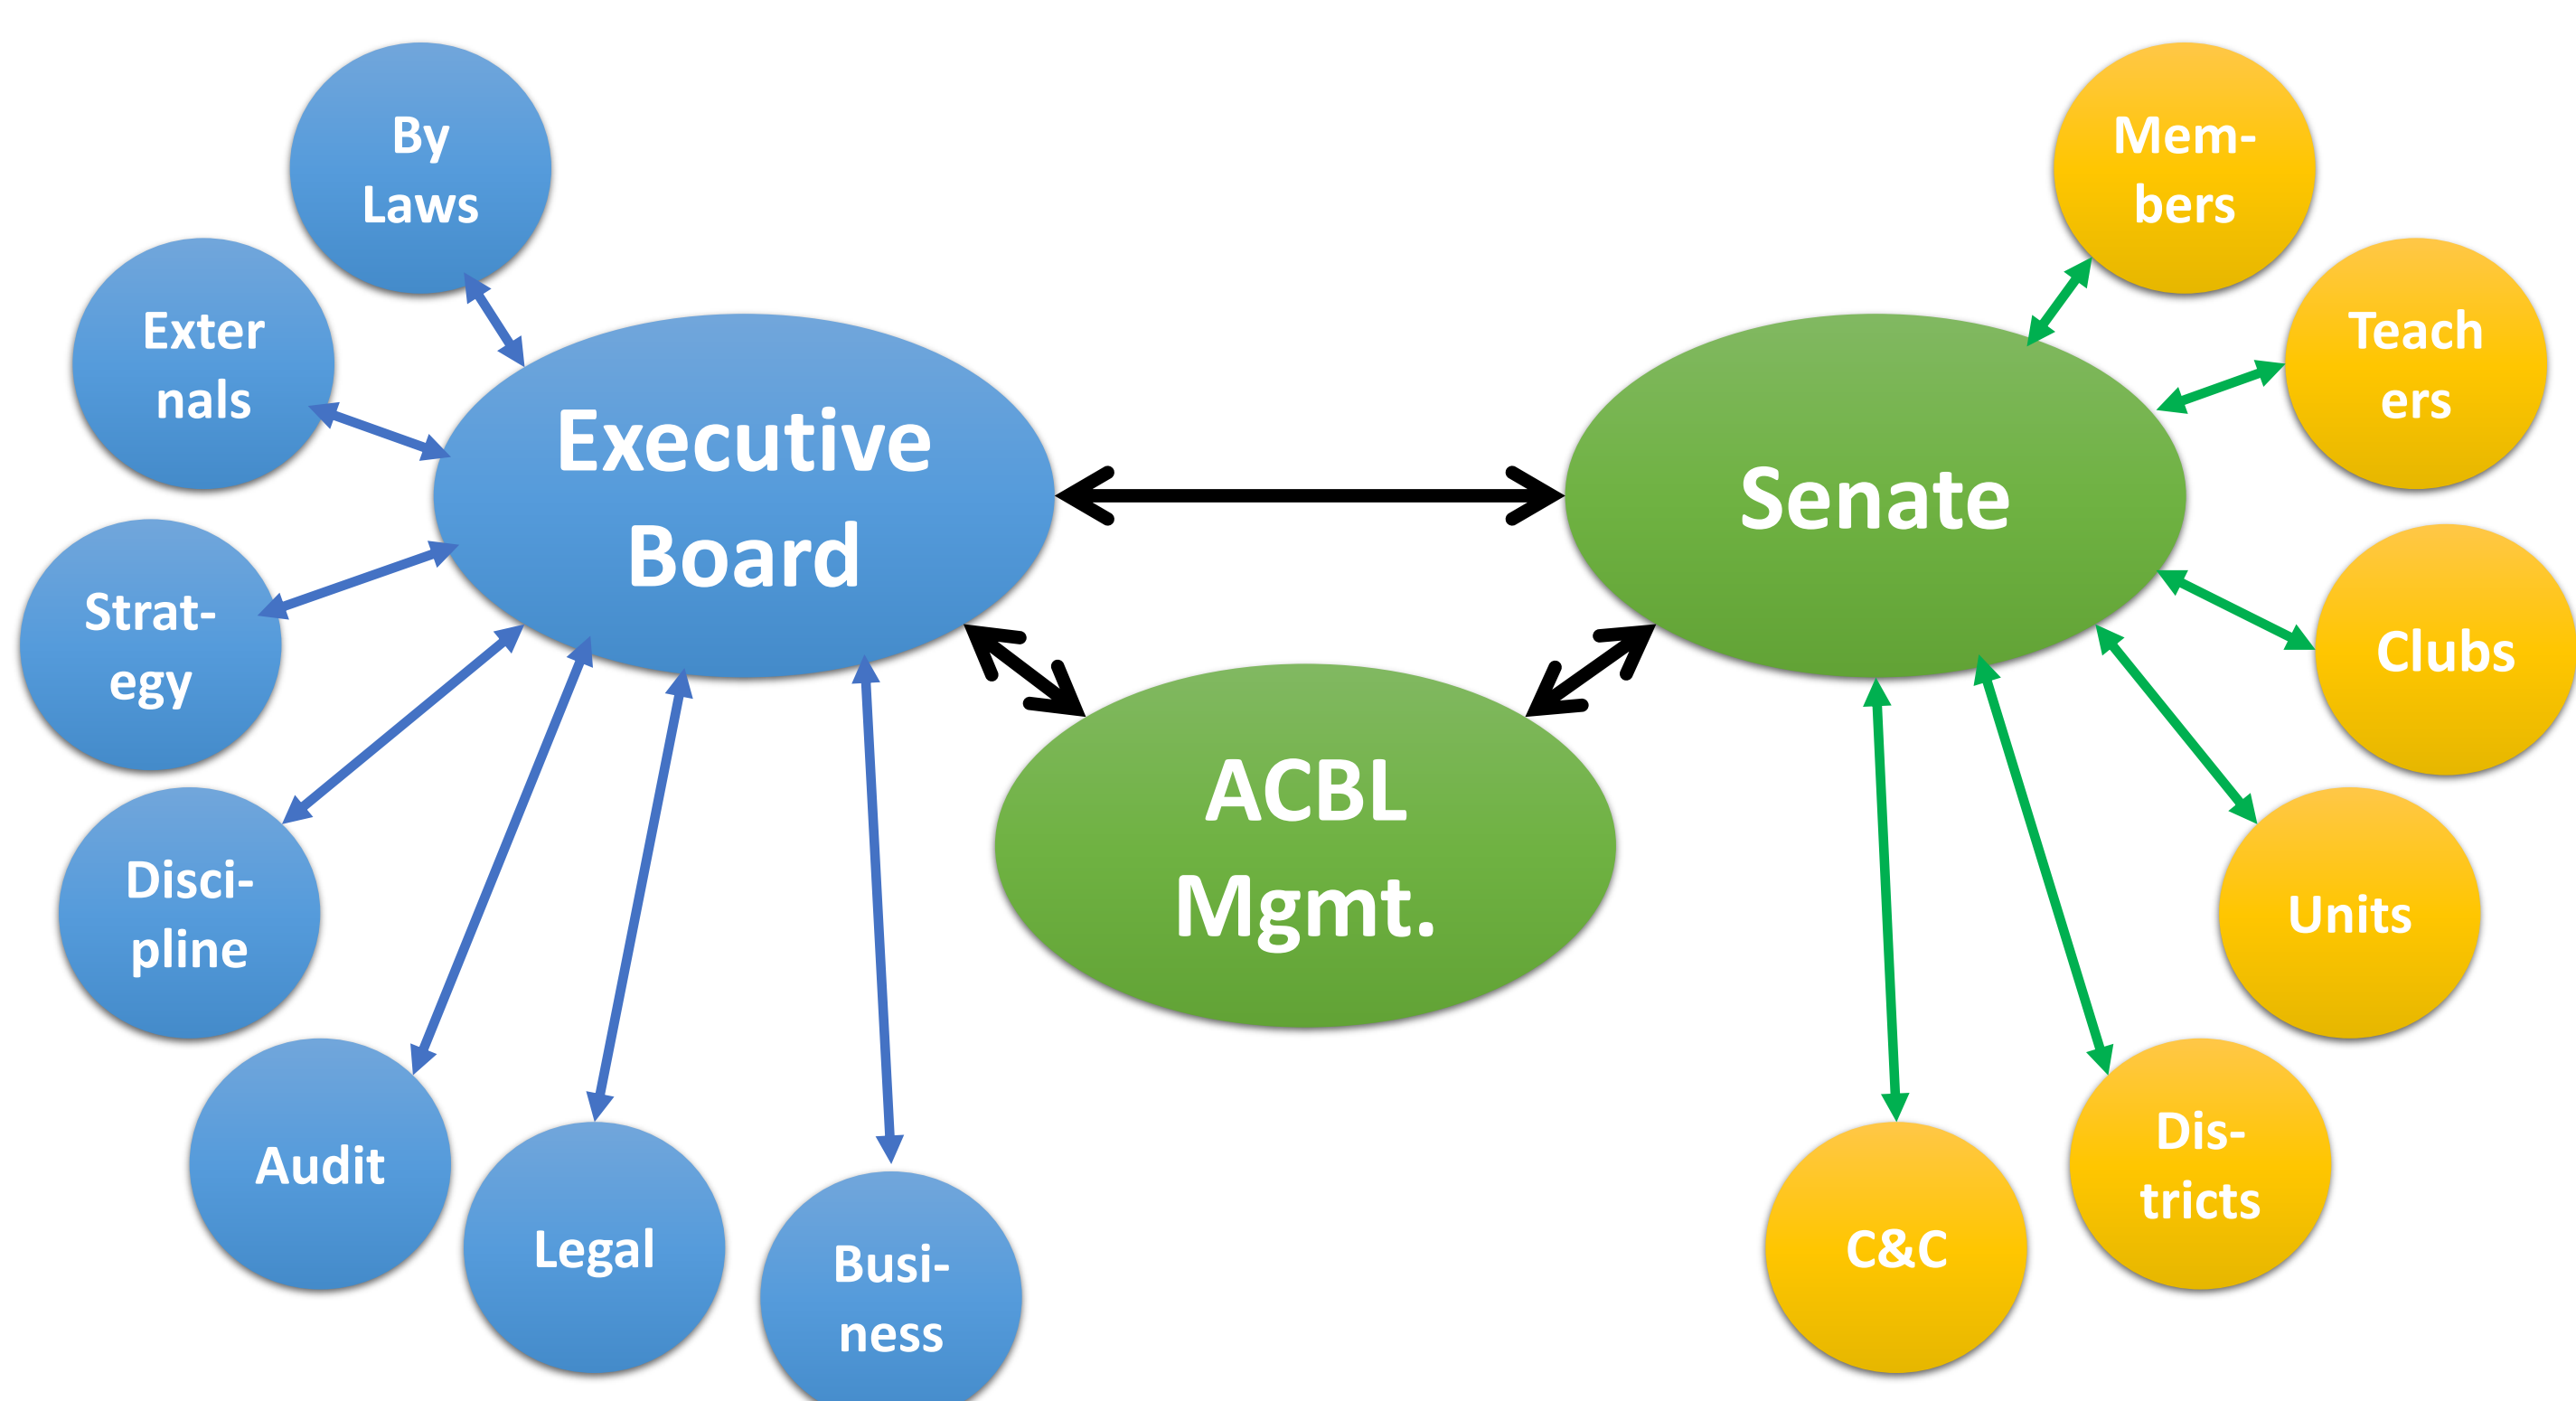 By
Laws
Exter
nals
Strat-
egy
Disci-
pline
Audit
Legal
Busi-
ness
Executive
Board
ACBL
Mgmt.
Senate
Mem-
bers
Teach
ers
Clubs
Units
Dis-
tricts
C&C